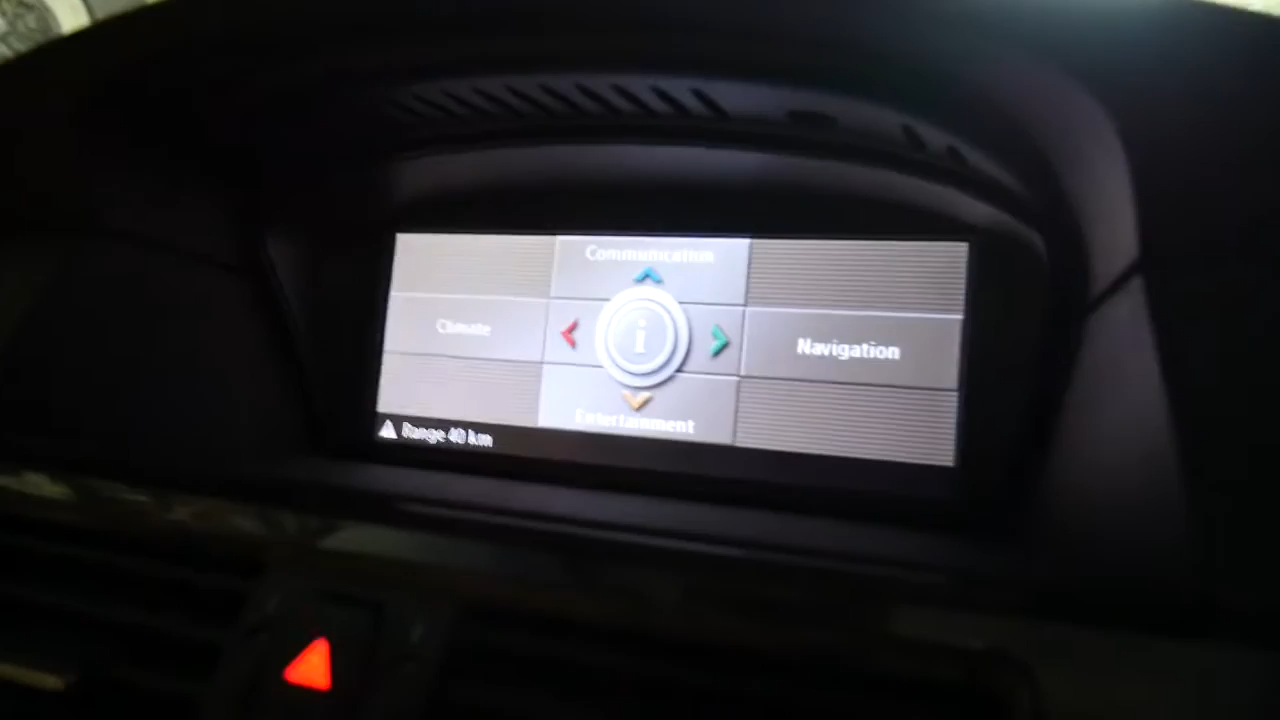 Communication
Climate
i
Navigation
Entertainment
Range 40 km